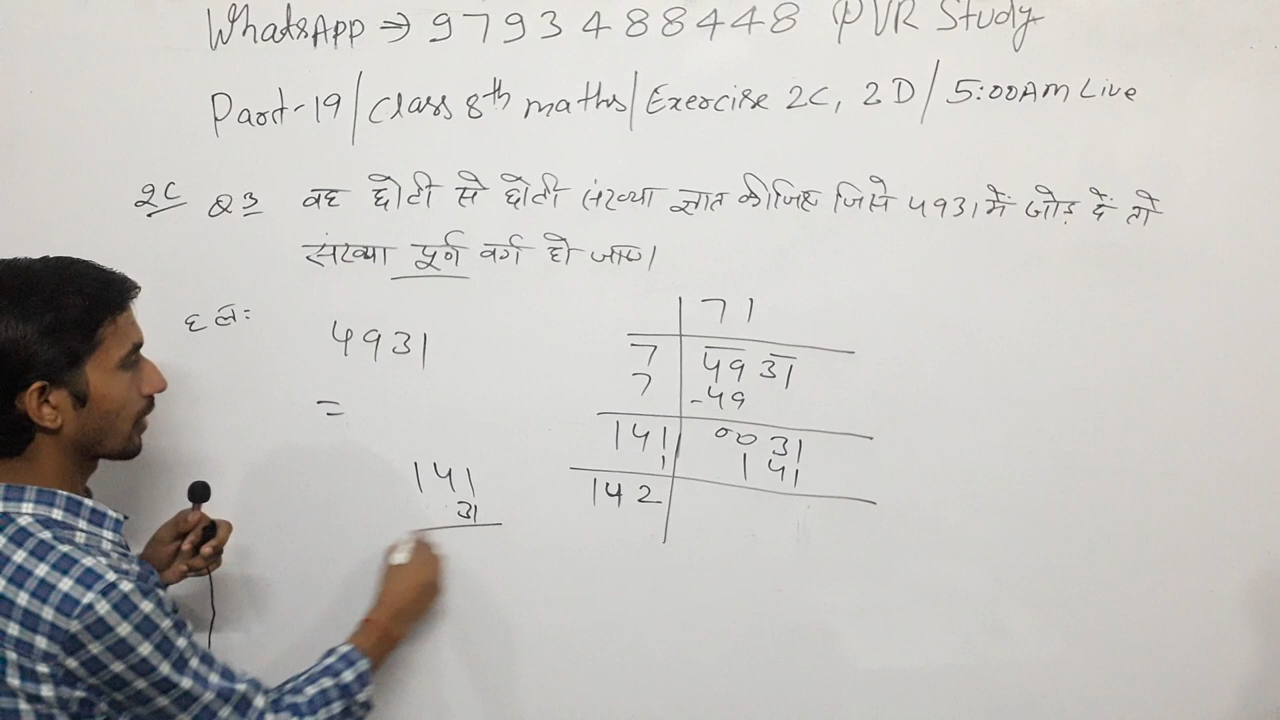 WhatsApp ⇒ 9793488448 PVR Study
Part-19/Class 8th maths/Exercise 2C, 2D/5:00AM Live
2C Q3 वह छोटी से छोटी संख्या ज्ञात कीजिए जिसे 4931 में जोड़ दें तो
संख्या पूर्ण वर्ग हो जाए।
हल:
4931
=
141
31
71
7 4931
7 -49
141 0031
1 141
142